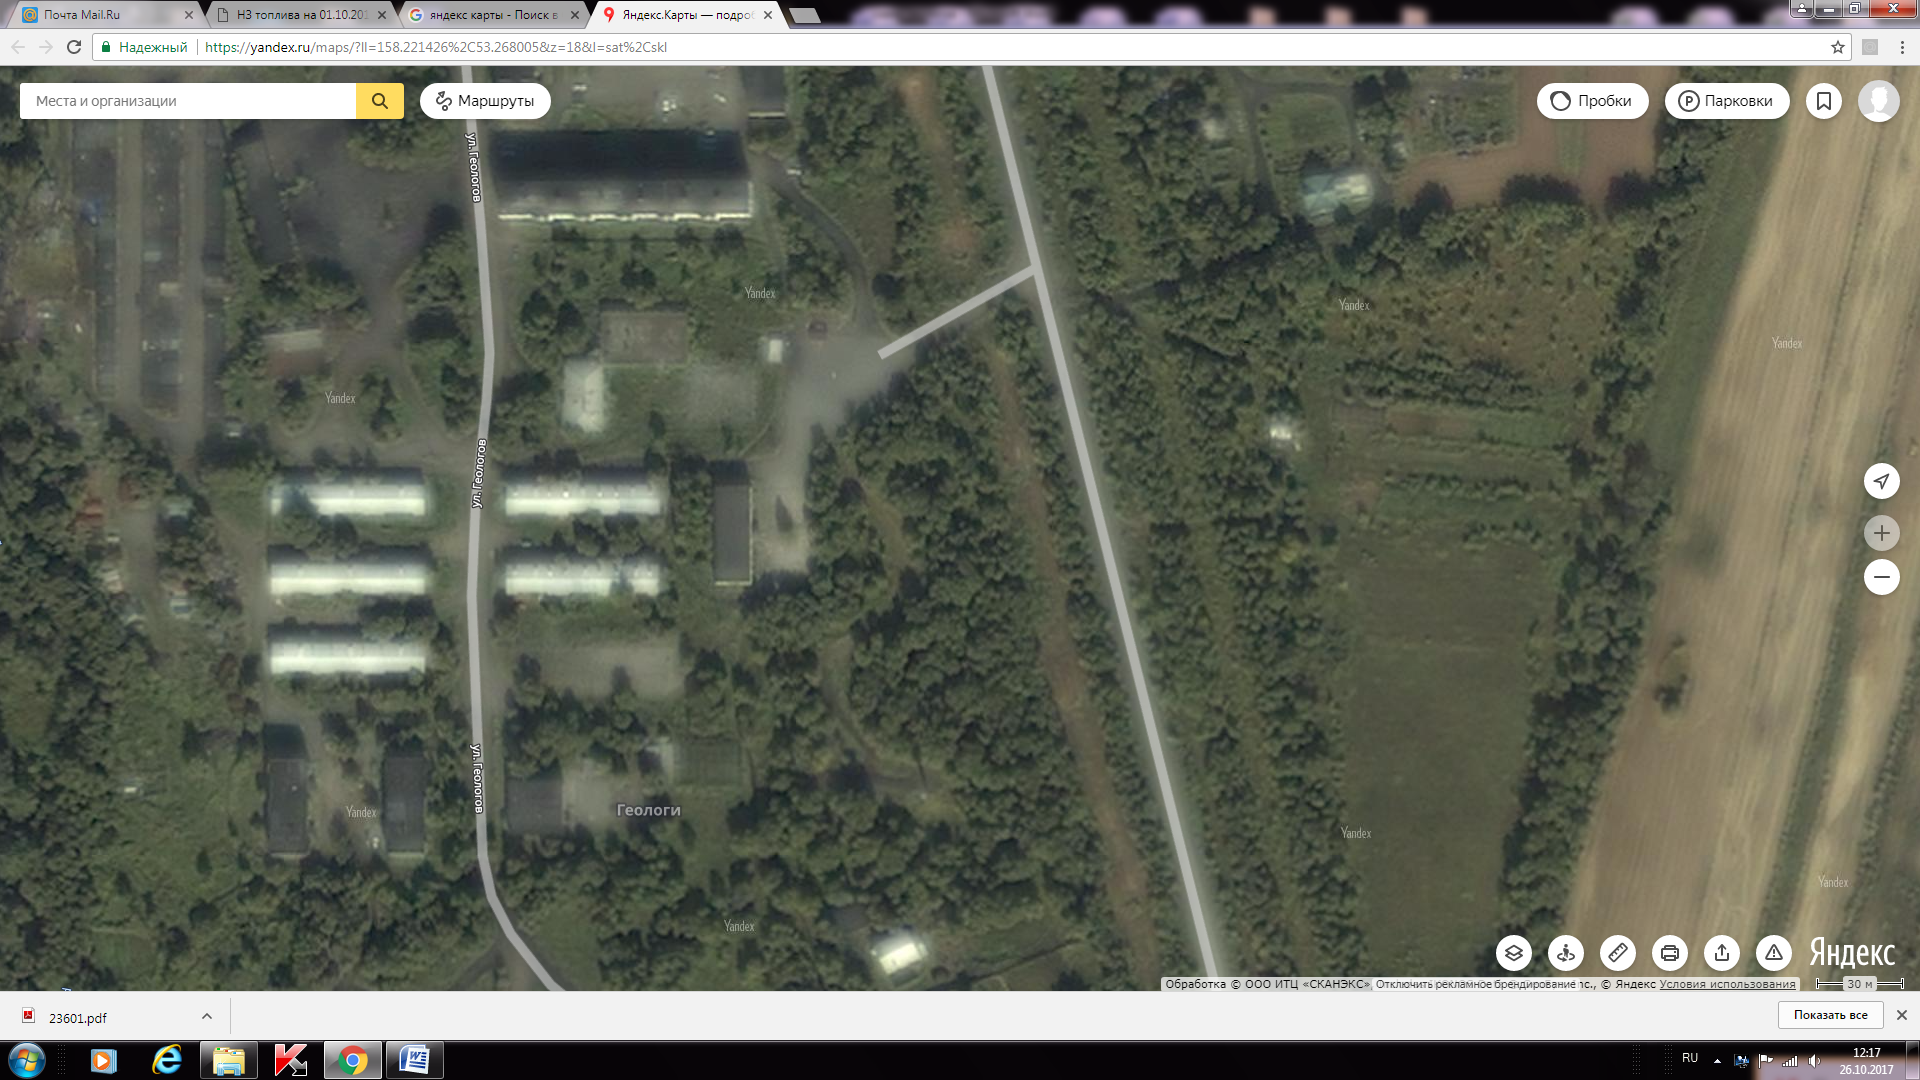 Почта Mail.Ru
НЗ топлива на 01.10.201
яндекс карты - Поиск в
Яндекс.Карты — подроб
Надежный
https://yandex.ru/maps/?ll=158.221426%2C53.268005&z=18&l=sat%2Cskl
Места и организации
Маршруты
Пробки
Парковки
ул. Геологов
Yandex
Yandex
Yandex
Yandex
ул. Геологов
ул. Геологов
Геологи
Yandex
Yandex
Yandex
Yandex
Яндекс
Обработка © ООО ИТЦ «СКАНЭКС», Отключить рекламное брендирование nc., © Яндекс Условия использования
30 м
23601.pdf
Показать все
RU
12:17
26.10.2017